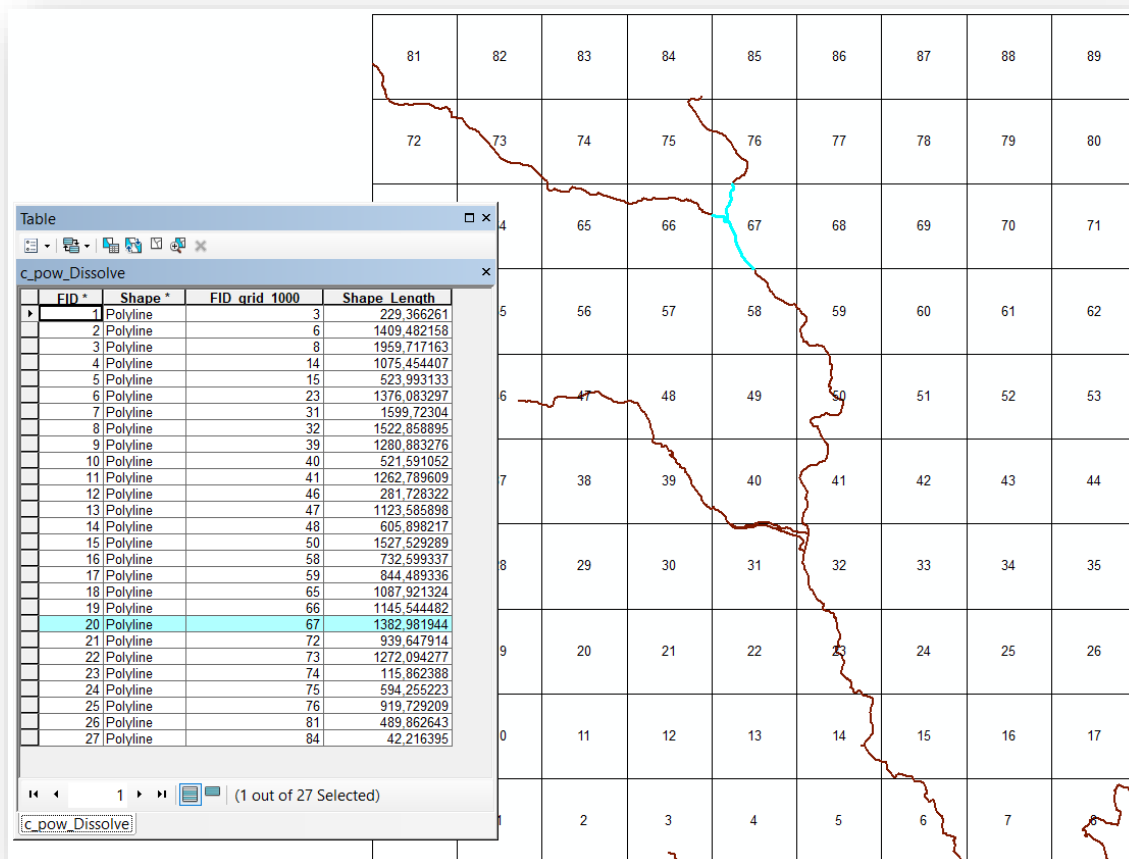 Table
c_pow_Dissolve
FID * Shape * FID_grid_1000 Shape_Length
1 Polyline 3 229,366261
2 Polyline 6 1409,482158
3 Polyline 8 1959,717163
4 Polyline 14 1075,454407
5 Polyline 15 523,993133
6 Polyline 23 1376,083297
7 Polyline 31 1599,72304
8 Polyline 32 1522,858895
9 Polyline 39 1280,883276
10 Polyline 40 521,591052
11 Polyline 41 1262,789609
12 Polyline 46 281,728322
13 Polyline 47 1123,585898
14 Polyline 48 605,898217
15 Polyline 50 1527,529289
16 Polyline 58 732,599337
17 Polyline 59 844,489336
18 Polyline 65 1087,921324
19 Polyline 66 1145,544482
20 Polyline 67 1382,981944
21 Polyline 72 939,647914
22 Polyline 73 1272,094277
23 Polyline 74 115,862388
24 Polyline 75 594,255223
25 Polyline 76 919,729209
26 Polyline 81 489,862643
27 Polyline 84 42,216395
1 (1 out of 27 Selected)
c_pow_Dissolve
81 82 83 84 85 86 87 88 89
72 73 74 75 76 77 78 79 80
4 65 66 67 68 69 70 71
5 56 57 58 59 60 61 62
6 47 48 49 50 51 52 53
7 38 39 40 41 42 43 44
8 29 30 31 32 33 34 35
9 20 21 22 23 24 25 26
0 11 12 13 14 15 16 17
1 2 3 4 5 6 7 8